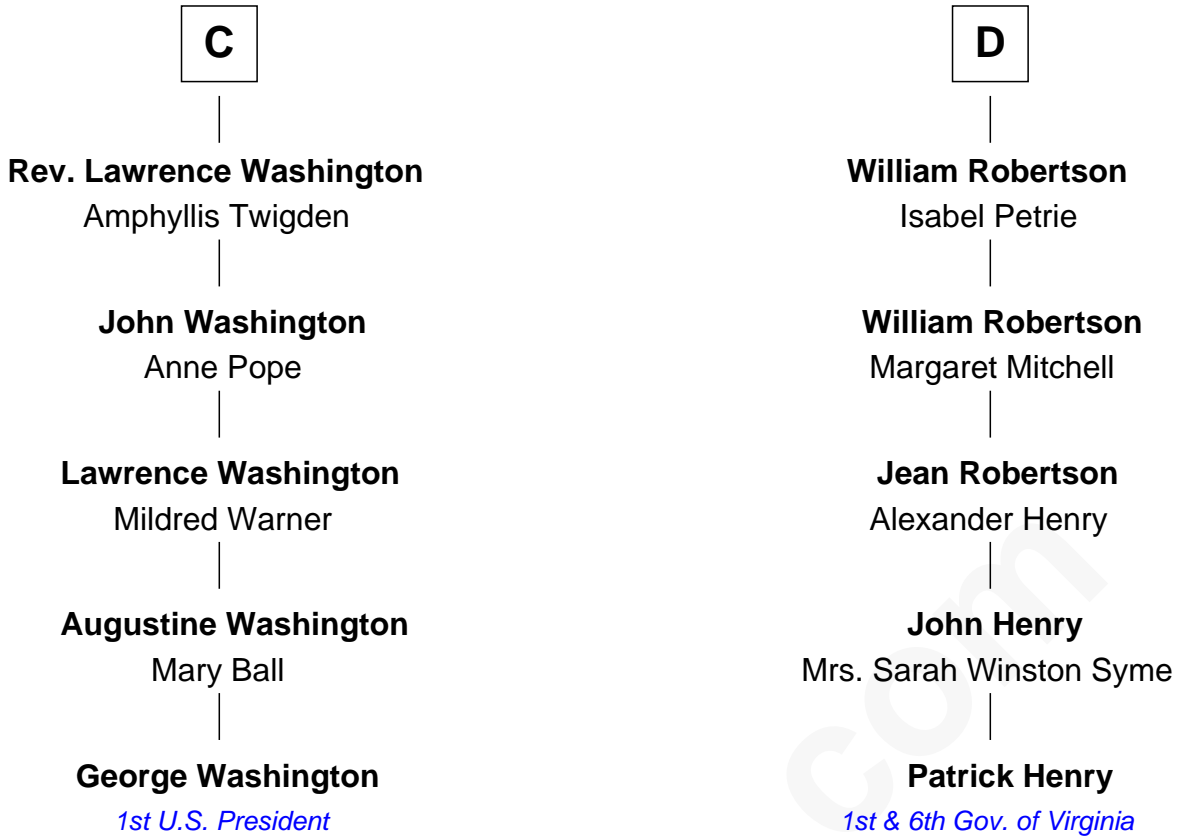 C
Rev. Lawrence Washington
Amphyllis Twigden
John Washington
Anne Pope
Lawrence Washington
Mildred Warner
Augustine Washington
Mary Ball
George Washington
1st U.S. President
D
William Robertson
Isabel Petrie
William Robertson
Margaret Mitchell
Jean Robertson
Alexander Henry
John Henry
Mrs. Sarah Winston Syme
Patrick Henry
1st & 6th Gov. of Virginia
com